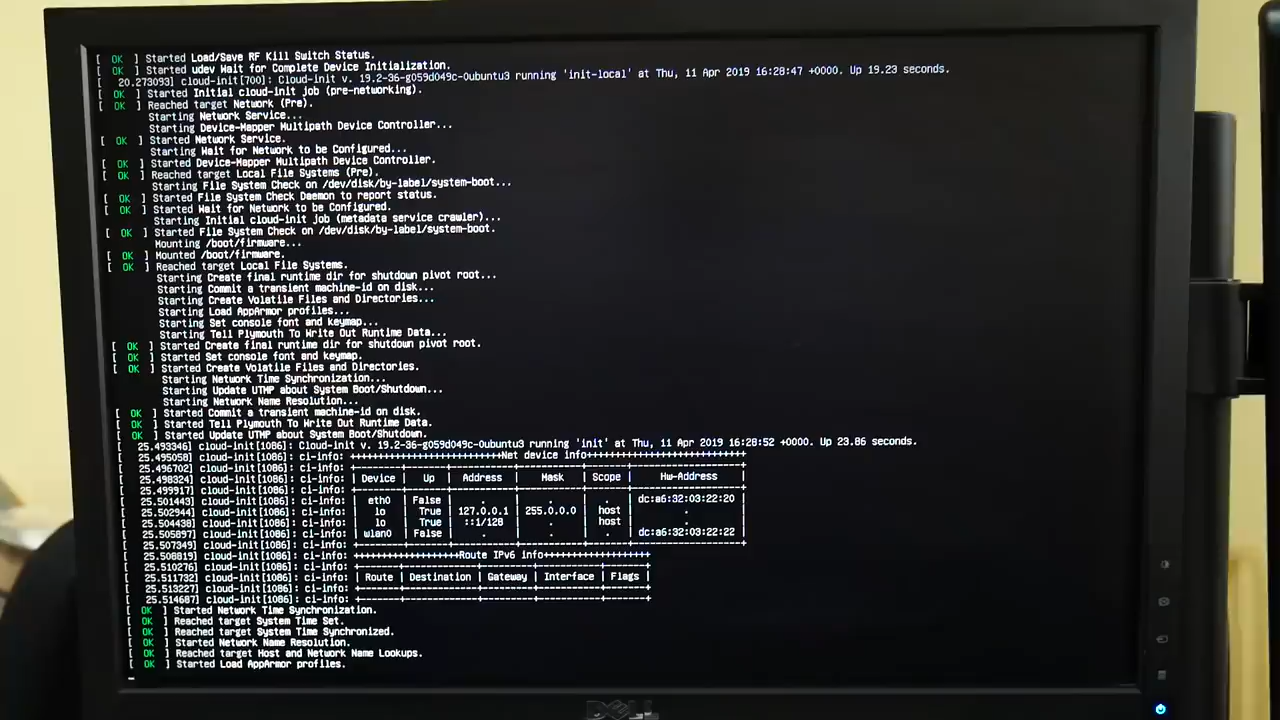 [ OK ] Started Load/Save RF Kill Switch Status.
[ OK ] Started udev Wait for Complete Device Initialization.
[ 20.273093] cloud-init[700]: Cloud-init v. 19.2-36-g059d049c-0ubuntu3 running 'init-local' at Thu, 11 Apr 2019 16:28:47 +0000. Up 19.23 seconds.
[ OK ] Started Initial cloud-init job (pre-networking).
[ OK ] Reached target Network (Pre).
Starting Network Service...
Starting Device-Mapper Multipath Device Controller...
[ OK ] Started Network Service.
Starting Wait for Network to be Configured...
[ OK ] Started Device-Mapper Multipath Device Controller.
[ OK ] Reached target Local File Systems (Pre).
Starting File System Check on /dev/disk/by-label/system-boot...
[ OK ] Started File System Check Daemon to report status.
[ OK ] Started Wait for Network to be Configured.
Starting Initial cloud-init job (metadata service crawler)...
[ OK ] Started File System Check on /dev/disk/by-label/system-boot.
Mounting /boot/firmware...
[ OK ] Mounted /boot/firmware.
[ OK ] Reached target Local File Systems.
Starting Create final runtime dir for shutdown pivot root...
Starting Commit a transient machine-id on disk...
Starting Create Volatile Files and Directories...
Starting Load AppArmor profiles...
Starting Set console font and keymap...
Starting Tell Plymouth To Write Out Runtime Data...
[ OK ] Started Create final runtime dir for shutdown pivot root.
[ OK ] Started Set console font and keymap.
[ OK ] Started Create Volatile Files and Directories.
Starting Network Time Synchronization...
Starting Update UTMP about System Boot/Shutdown...
Starting Network Name Resolution...
[ OK ] Started Commit a transient machine-id on disk.
[ OK ] Started Tell Plymouth To Write Out Runtime Data.
[ OK ] Started Update UTMP about System Boot/Shutdown.
[ 25.493346] cloud-init[1086]: Cloud-init v. 19.2-36-g059d049c-0ubuntu3 running 'init' at Thu, 11 Apr 2019 16:28:52 +0000. Up 23.86 seconds.
[ 25.495058] cloud-init[1086]: ci-info: ++++++++++++++++++++++++Net device info++++++++++++++++++++++++
[ 25.496702] cloud-init[1086]: ci-info: +--------+-------+-----------+-----------+-------+-------------------+
[ 25.498324] cloud-init[1086]: ci-info: | Device | Up | Address | Mask | Scope | Hw-Address |
[ 25.499917] cloud-init[1086]: ci-info: +--------+-------+-----------+-----------+-------+-------------------+
[ 25.501443] cloud-init[1086]: ci-info: | eth0 | False | . | . | . | dc:a6:32:03:22:20 |
[ 25.502944] cloud-init[1086]: ci-info: | lo | True | 127.0.0.1 | 255.0.0.0 | host | . |
[ 25.504438] cloud-init[1086]: ci-info: | lo | True | ::1/128 | . | host | . |
[ 25.505897] cloud-init[1086]: ci-info: | wlan0 | False | . | . | . | dc:a6:32:03:22:22 |
[ 25.507349] cloud-init[1086]: ci-info: +--------+-------+-----------+-----------+-------+-------------------+
[ 25.508819] cloud-init[1086]: ci-info: +++++++++++++++++Route IPv6 info+++++++++++++++++
[ 25.510276] cloud-init[1086]: ci-info: +-------+-------------+---------+-----------+-------+
[ 25.511732] cloud-init[1086]: ci-info: | Route | Destination | Gateway | Interface | Flags |
[ 25.513227] cloud-init[1086]: ci-info: +-------+-------------+---------+-----------+-------+
[ 25.514687] cloud-init[1086]: ci-info: +-------+-------------+---------+-----------+-------+
[ OK ] Started Network Time Synchronization.
[ OK ] Reached target System Time Set.
[ OK ] Reached target System Time Synchronized.
[ OK ] Started Network Name Resolution.
[ OK ] Reached target Host and Network Name Lookups.
[ OK ] Started Load AppArmor profiles.
_
DELL